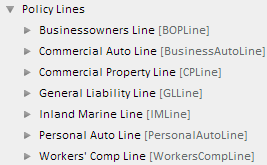 Policy Lines
Businessowners Line [BOPLine]
Commercial Auto Line [BusinessAutoLine]
Commercial Property Line [CPLine]
General Liability Line [GLLine]
Inland Marine Line [IMLine]
Personal Auto Line [PersonalAutoLine]
Workers' Comp Line [WorkersCompLine]